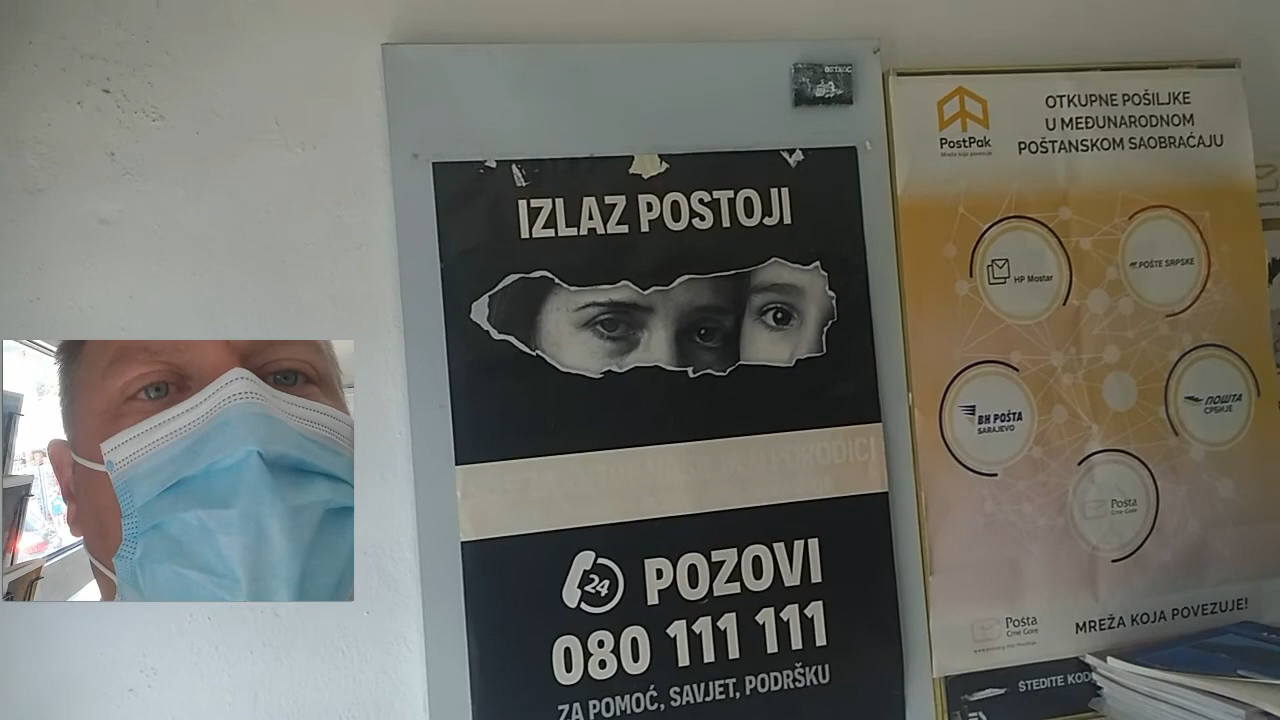 IZLAZ POSTOJI
24
POZOVI
080 111 111
ZA POMOĆ, SAVJET, PODRŠKU
PostPak
Mreža koja povezuje
OTKUPNE POŠILJKE
U MEĐUNARODNOM
POŠTANSKOM SAOBRAĆAJU
HP Mostar
POŠTE SRPSKE
BH POŠTA
SARAJEVO
ПОШТА
СРБИЈЕ
Pošta
Crne Gore
Pošta
Crne Gore
MREŽA KOJA POVEZUJE!
ŠTEDITE KOD